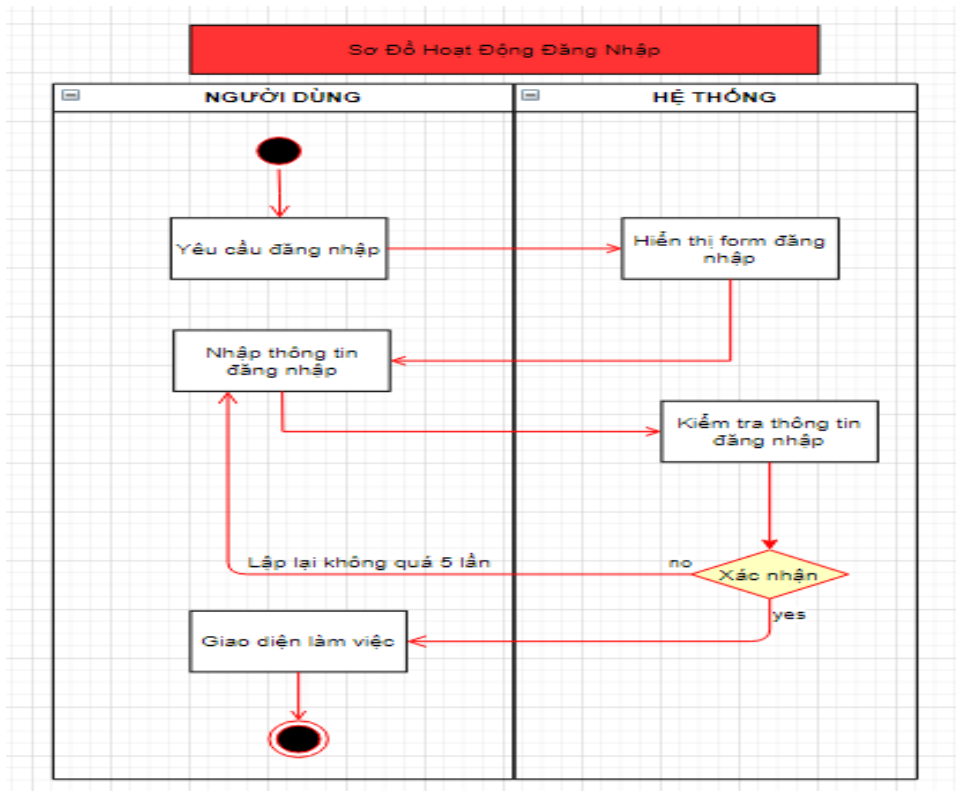 Sơ Đồ Hoạt Động Đăng Nhập
NGƯỜI DÙNG
HỆ THỐNG
Yêu cầu đăng nhập
Hiển thị form đăng
nhập
Nhập thông tin
đăng nhập
Kiểm tra thông tin
đăng nhập
Lập lại không quá 5 lần
no
Xác nhận
yes
Giao diện làm việc